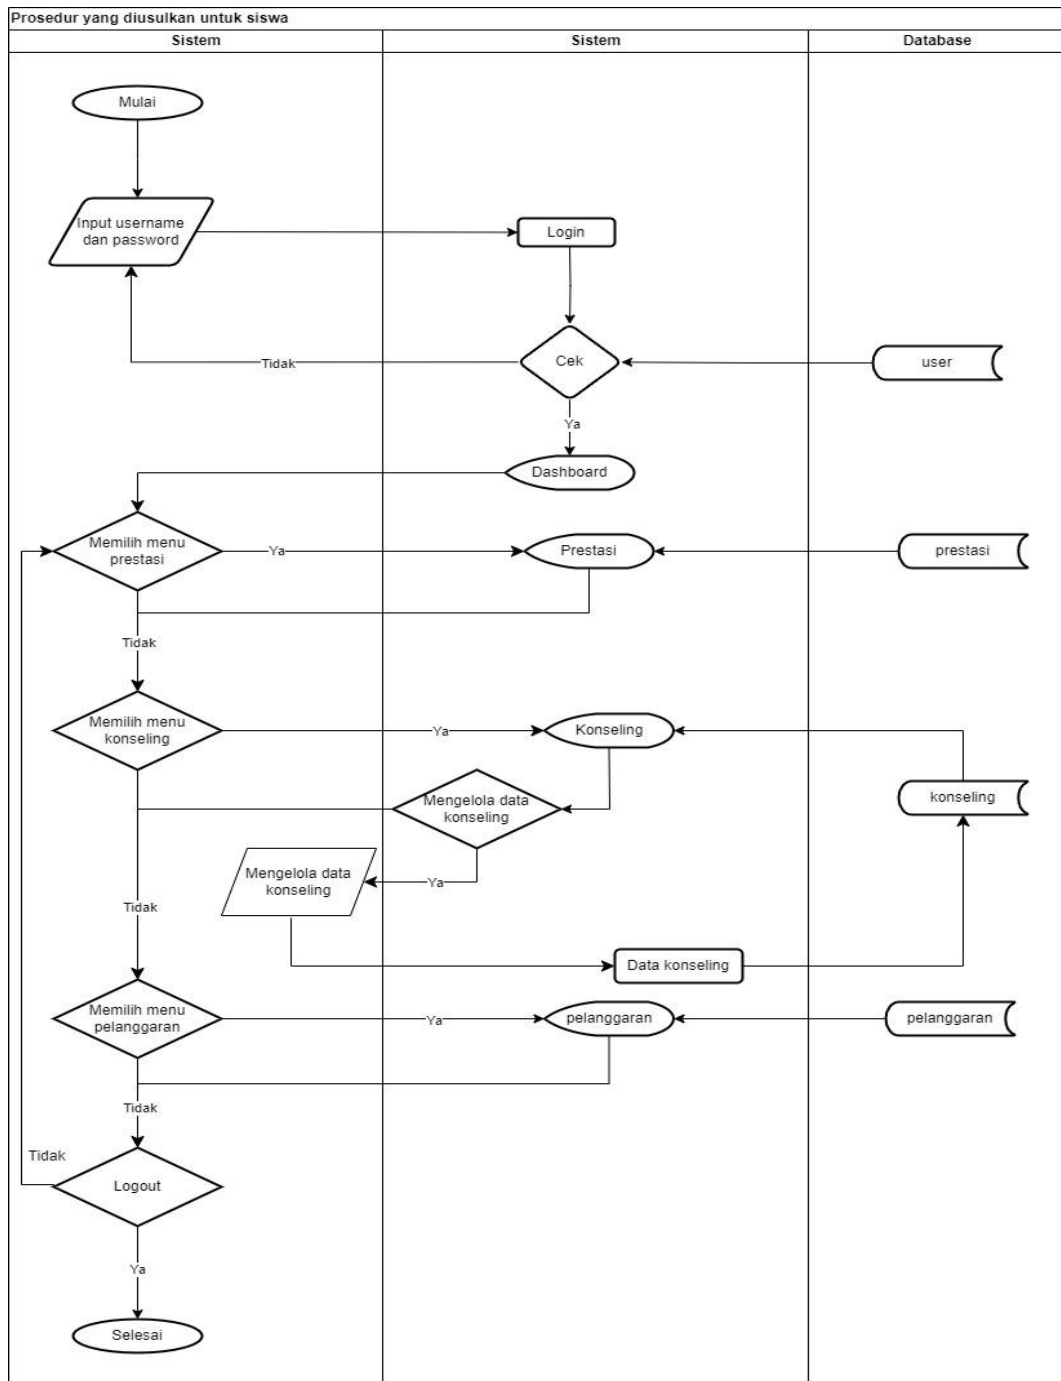 Prosedur yang diusulkan untuk siswa
Sistem
Sistem
Database
Mulai
Input username
dan password
Login
Cek
Tidak
user
Ya
Dashboard
Memilih menu
prestasi
Ya
Prestasi
prestasi
Tidak
Memilih menu
konseling
Ya
Konseling
konseling
Mengelola data
konseling
Ya
Mengelola data
konseling
Tidak
Data konseling
Memilih menu
pelanggaran
Ya
pelanggaran
pelanggaran
Tidak
Tidak
Logout
Ya
Selesai